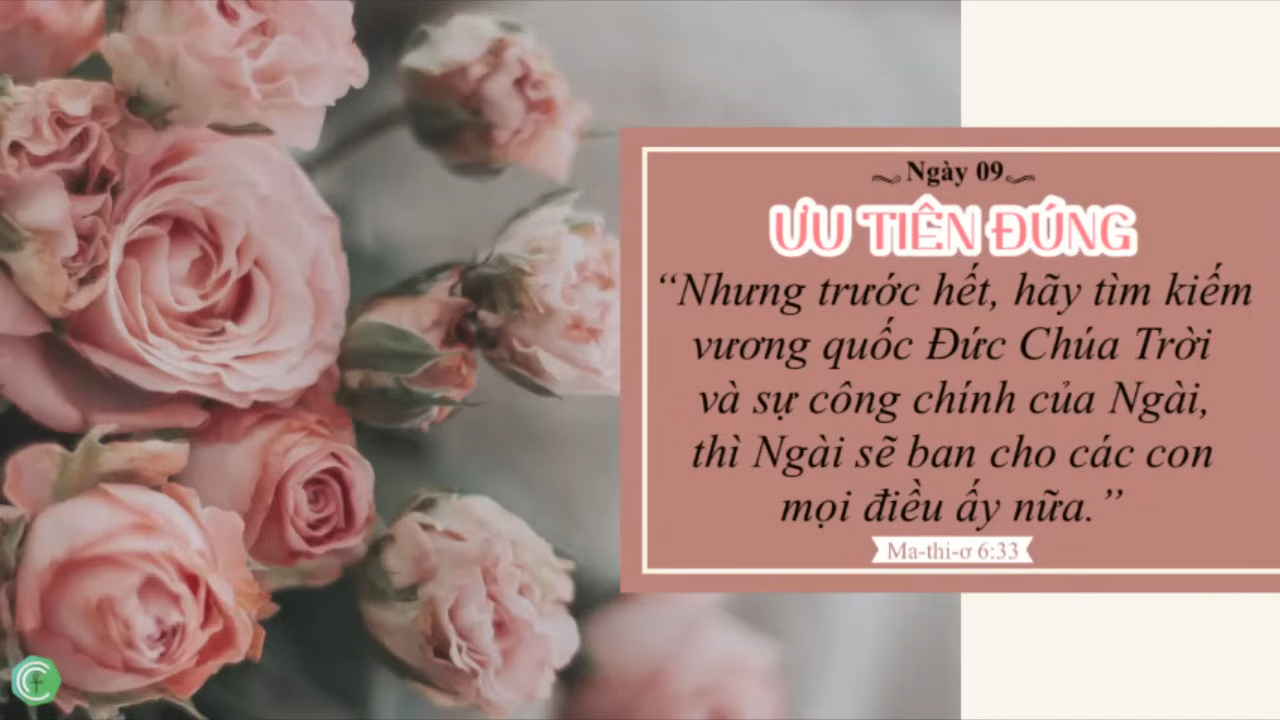 Ngày 09
ƯU TIÊN ĐÚNG
“Nhưng trước hết, hãy tìm kiếm
vương quốc Đức Chúa Trời
và sự công chính của Ngài,
thì Ngài sẽ ban cho các con
mọi điều ấy nữa.”
Ma-thi-ơ 6:33